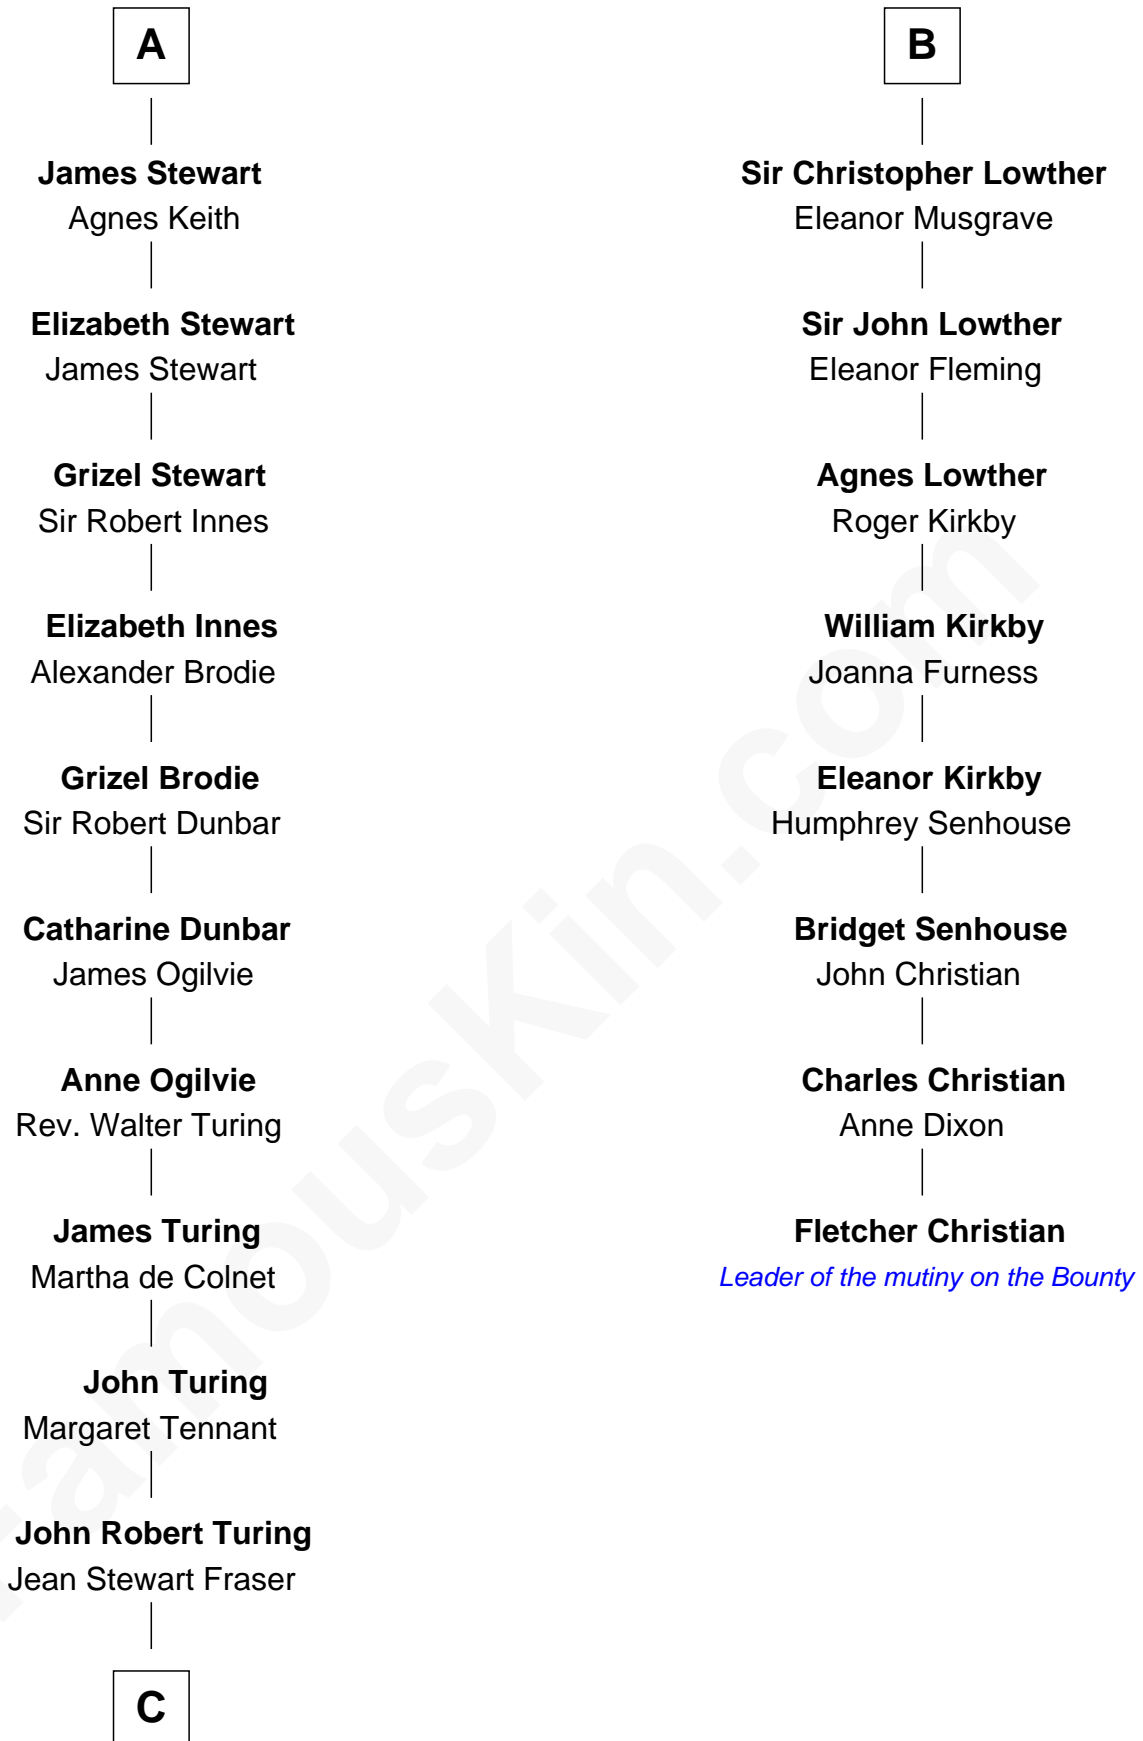 A
James Stewart
Agnes Keith
Elizabeth Stewart
James Stewart
Grizel Stewart
Sir Robert Innes
Elizabeth Innes
Alexander Brodie
Grizel Brodie
Sir Robert Dunbar
Catharine Dunbar
James Ogilvie
Anne Ogilvie
Rev. Walter Turing
James Turing
Martha de Colnet
John Turing
Margaret Tennant
John Robert Turing
Jean Stewart Fraser
C
B
Sir Christopher Lowther
Eleanor Musgrave
Sir John Lowther
Eleanor Fleming
Agnes Lowther
Roger Kirkby
William Kirkby
Joanna Furness
Eleanor Kirkby
Humphrey Senhouse
Bridget Senhouse
John Christian
Charles Christian
Anne Dixon
Fletcher Christian
Leader of the mutiny on the Bounty
FamousKin.com